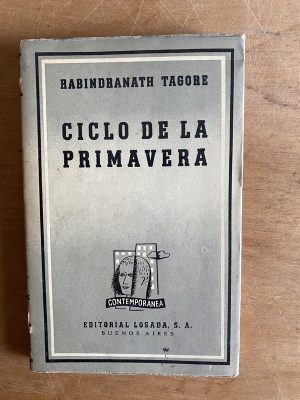 RABINDRANATH TAGORE
CICLO DE LA
PRIMAVERA
CONTEMPORANEA
EDITORIAL LOSADA, S. A.
BUENOS AIRES